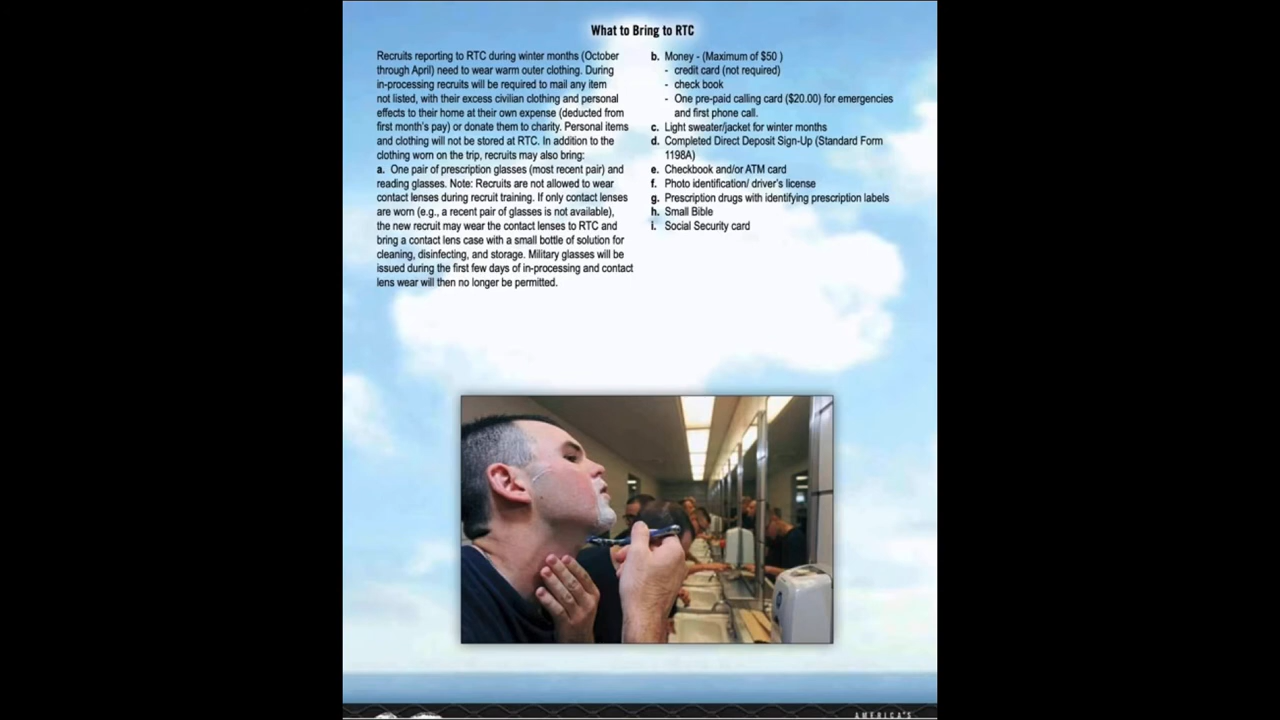 What to Bring to RTC
Recruits reporting to RTC during winter months (October
through April) need to wear warm outer clothing. During
in-processing recruits will be required to mail any item
not listed, with their excess civilian clothing and personal
effects to their home at their own expense (deducted from
first month's pay) or donate them to charity. Personal items
and clothing will not be stored at RTC. In addition to the
clothing worn on the trip, recruits may also bring:
a. One pair of prescription glasses (most recent pair) and
reading glasses. Note: Recruits are not allowed to wear
contact lenses during recruit training. If only contact lenses
are worn (e.g., a recent pair of glasses is not available),
the new recruit may wear the contact lenses to RTC and
bring a contact lens case with a small bottle of solution for
cleaning, disinfecting, and storage. Military glasses will be
issued during the first few days of in-processing and contact
lens wear will then no longer be permitted.
b. Money - (Maximum of $50 )
- credit card (not required)
- check book
- One pre-paid calling card ($20.00) for emergencies
and first phone call.
c. Light sweater/jacket for winter months
d. Completed Direct Deposit Sign-Up (Standard Form
1198A)
e. Checkbook and/or ATM card
f. Photo identification/ driver's license
g. Prescription drugs with identifying prescription labels
h. Small Bible
i. Social Security card
AMERICA'S